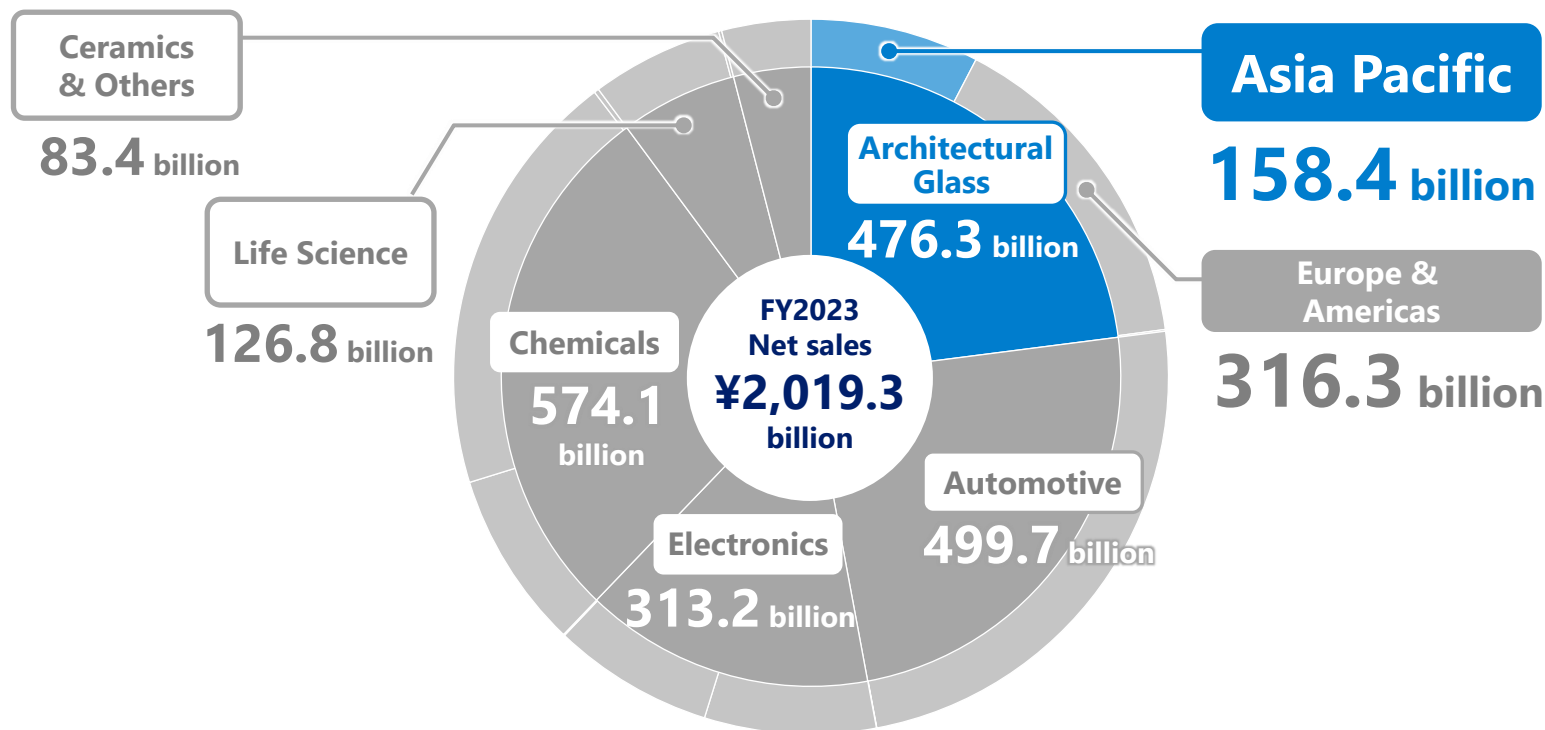 Ceramics
& Others
83.4 billion
Life Science
126.8 billion
Chemicals
574.1
billion
Electronics
313.2 billion
Automotive
499.7 billion
Architectural
Glass
476.3 billion
FY2023
Net sales
¥2,019.3
billion
Asia Pacific
158.4 billion
Europe &
Americas
316.3 billion